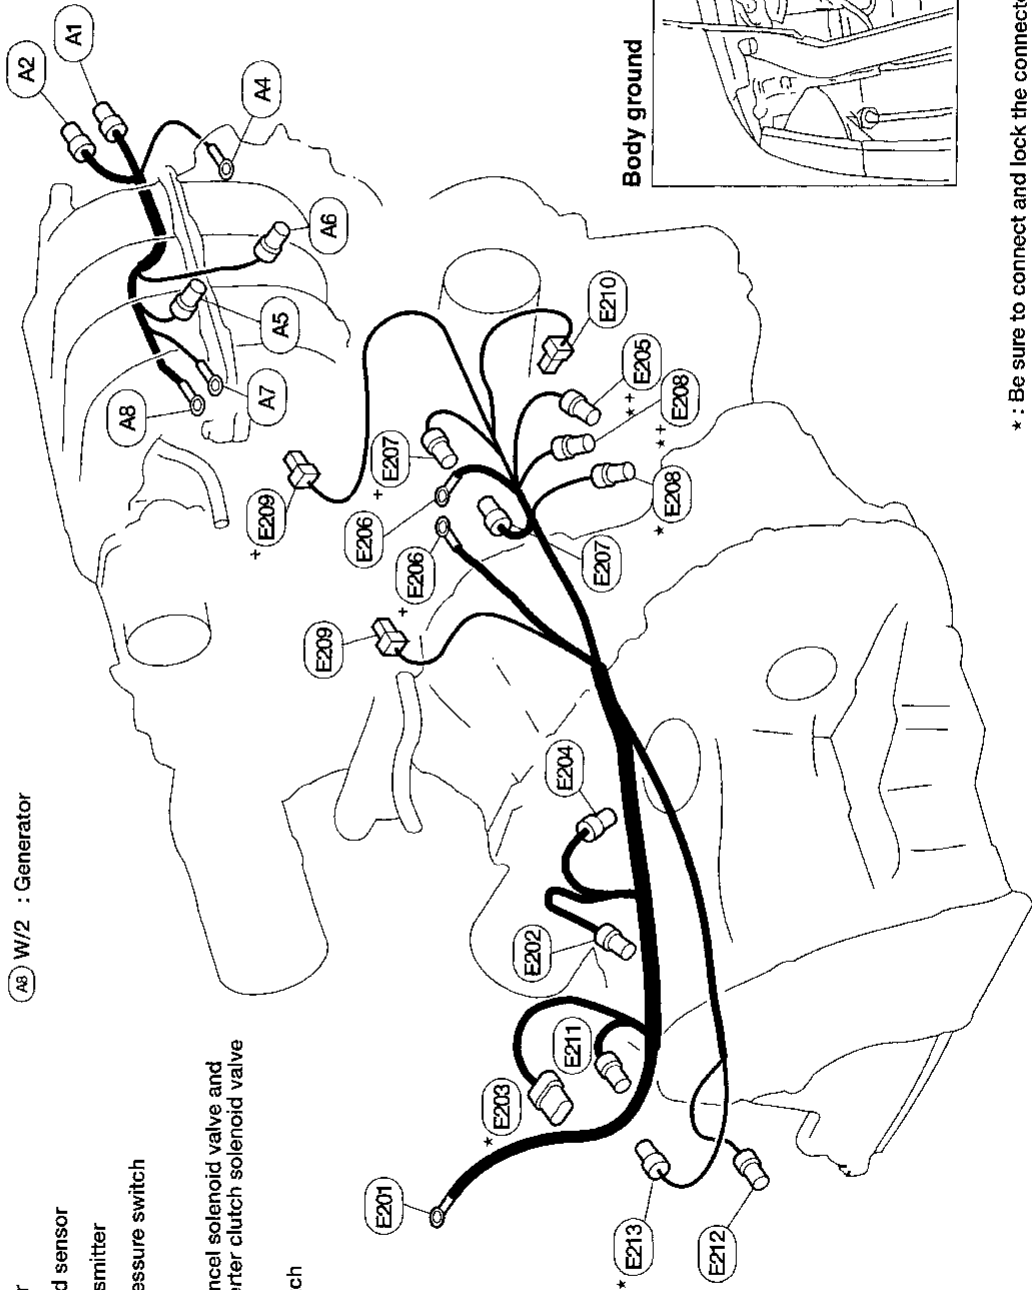 A8 W/2 : Generator
d sensor
smitter
essure switch
ncel solenoid valve and
erter clutch solenoid valve
ch
A2
A1
A4
A6
A5
A7
A8
Body ground
E210
+ E209
+ E207
E206
+ E206
E209
★+ E205
★+ E208
★ E208
E207
E204
E202
E211
★ E203
E201
★ E213
E212
★ : Be sure to connect and lock the connecto